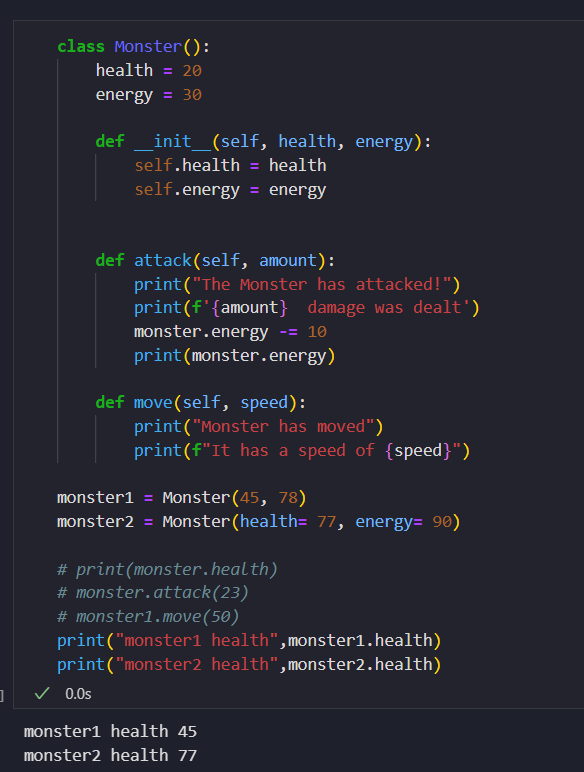 class Monster():
    health = 20
    energy = 30
    def __init__(self, health, energy):
        self.health = health
        self.energy = energy
    def attack(self, amount):
        print("The Monster has attacked!")
        print(f'{amount}  damage was dealt')
        monster.energy -= 10
        print(monster.energy)
    def move(self, speed):
        print("Monster has moved")
        print(f"It has a speed of {speed}")
monster1 = Monster(45, 78)
monster2 = Monster(health= 77, energy= 90)
# print(monster.health)
# monster.attack(23)
# monster1.move(50)
print("monster1 health",monster1.health)
print("monster2 health",monster2.health)
] ✓ 0.0s
monster1 health 45
monster2 health 77